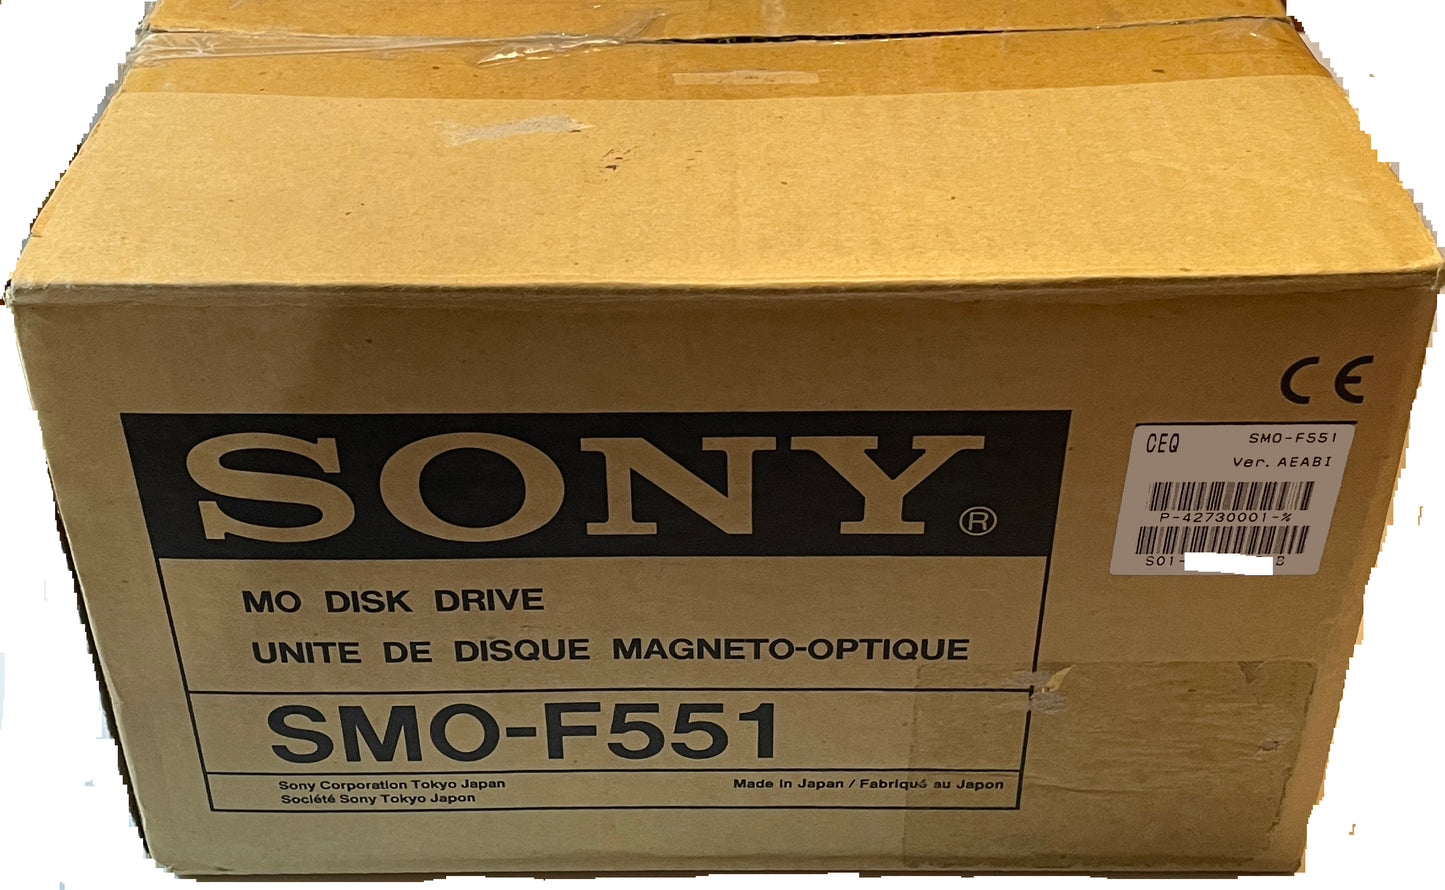 CE
SONY®
CEQ SMO-F551
Ver. AEABI
P-42730001-%
S01- B
MO DISK DRIVE
UNITE DE DISQUE MAGNETO-OPTIQUE
SMO-F551
Sony Corporation Tokyo Japan
Société Sony Tokyo Japon
Made in Japan / Fabriqué au Japon